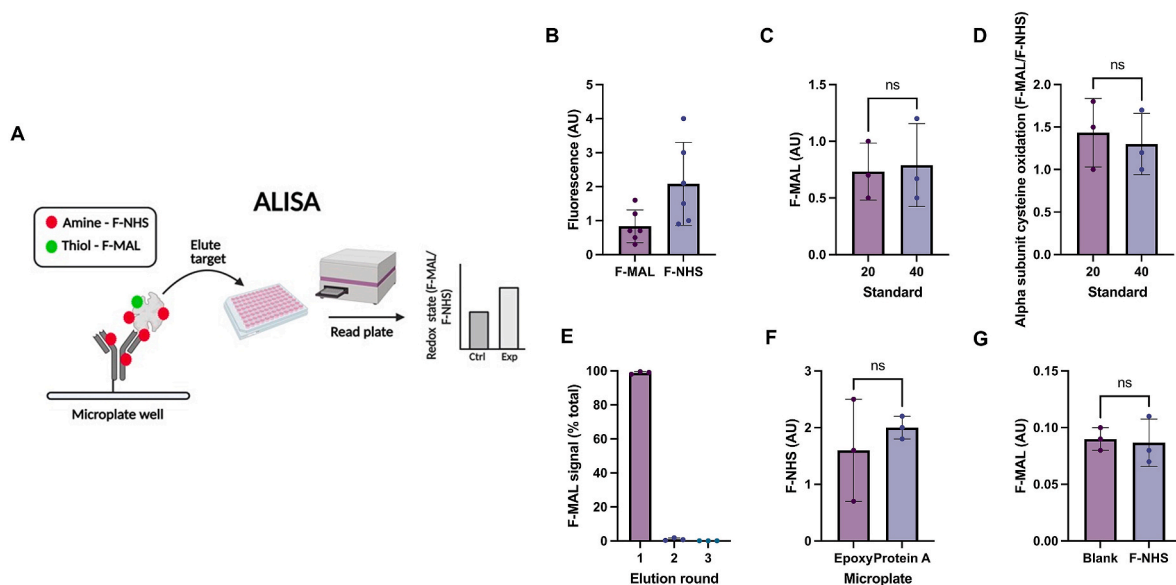 A
ALISA
Amine - F-NHS
Thiol - F-MAL
Elute
target
Read plate
Microplate well
Redox state (F-MAL/
F-NHS)
Ctrl
Exp
B
Fluorescence (AU)
5
4
3
2
1
0
F-MAL
F-NHS
C
F-MAL (AU)
1.5
1.0
0.5
0.0
ns
20
40
Standard
D
Alpha subunit cysteine oxidation (F-MAL/F-NHS)
2.0
1.5
1.0
0.5
0.0
ns
20
40
Standard
E
F-MAL signal (% total)
100
80
60
40
20
0
1
2
3
Elution round
F
F-NHS (AU)
3
2
1
0
ns
Epoxy
Protein A
Microplate
G
F-MAL (AU)
0.15
0.10
0.05
0.00
ns
Blank
F-NHS